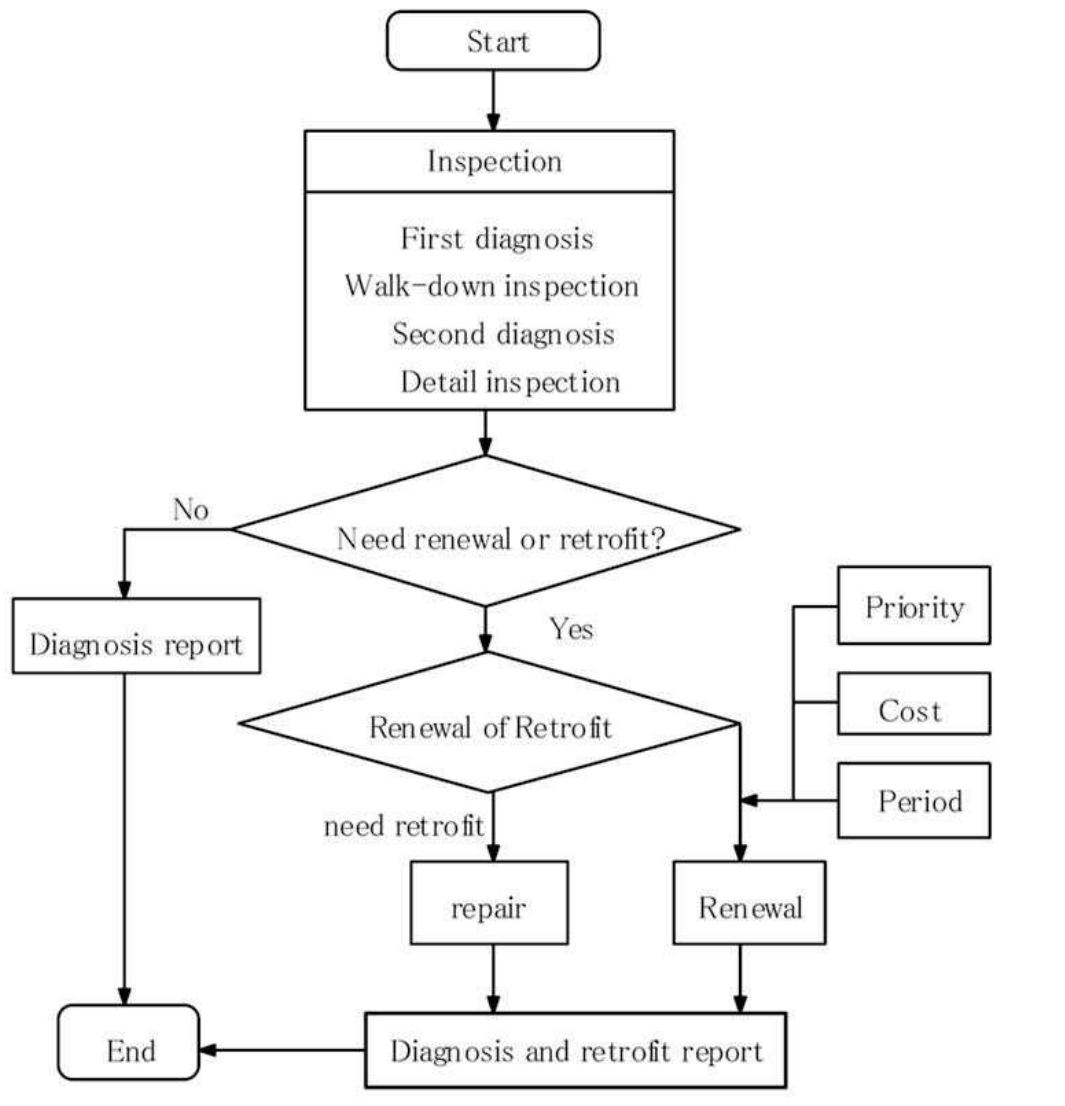 Start
Inspection
First diagnosis
Walk-down inspection
Second diagnosis
Detail inspection
No
Need renewal or retrofit?
Diagnosis report
Yes
Priority
Cost
Renewal of Retrofit
Period
need retrofit
repair
Renewal
End
Diagnosis and retrofit report